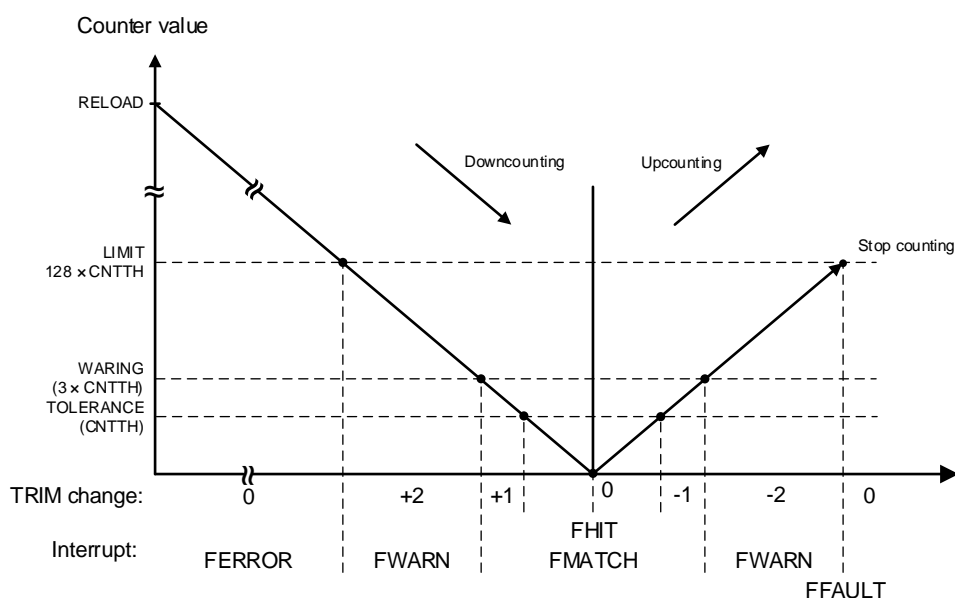 Counter value
RELOAD
Downcounting
Upcounting
LIMIT
128 × CNTTH
Stop counting
WARING
(3 × CNTTH)
TOLERANCE
(CNTTH)
TRIM change:
0
+2
+1
0
-1
-2
0
Interrupt:
FERROR
FWARN
FHIT
FMATCH
FWARN
FFAULT